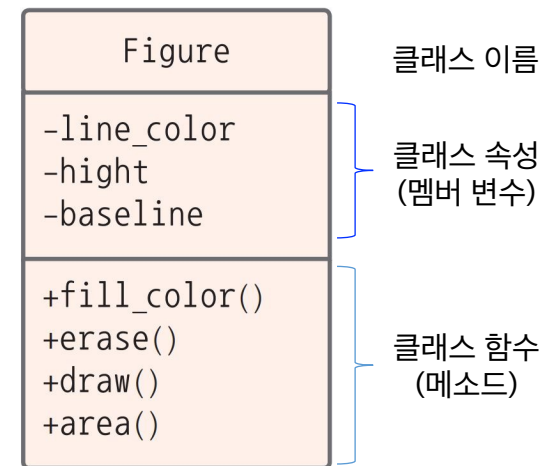 Figure
클래스 이름
-line_color
-hight
-baseline
클래스 속성
(멤버 변수)
+fill_color()
+erase()
+draw()
+area()
클래스 함수
(메소드)